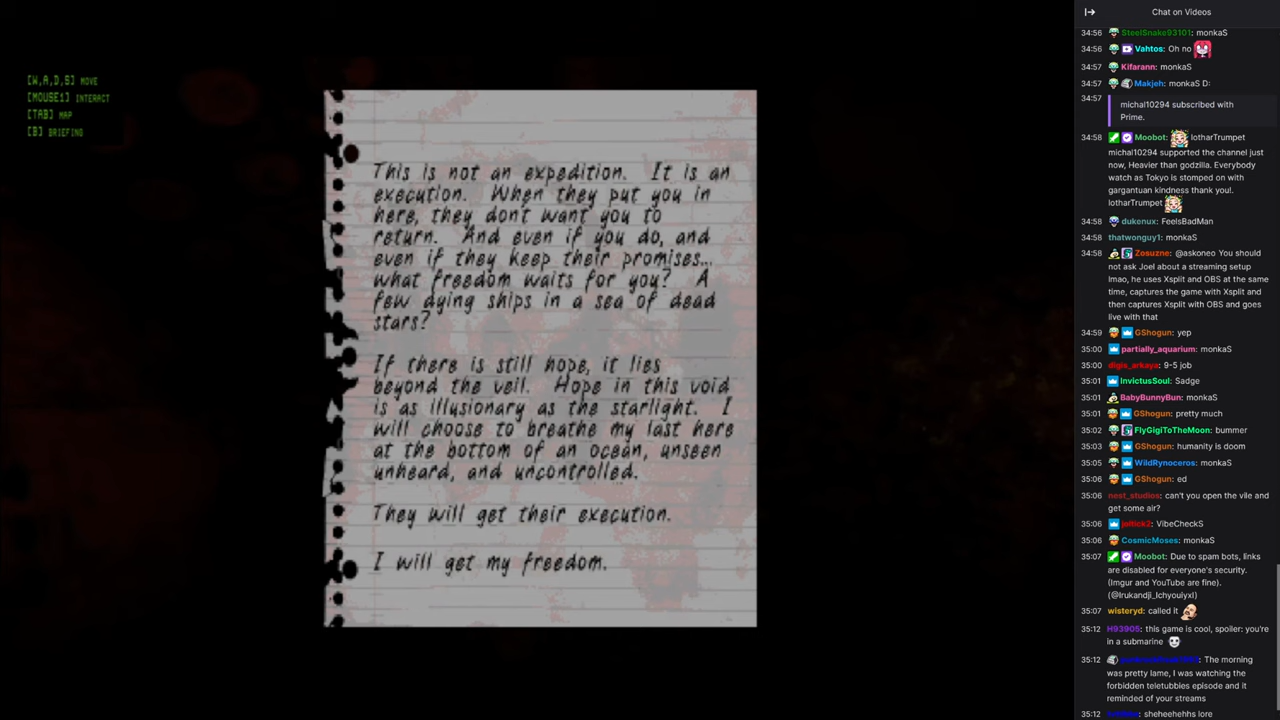 [W,A,D,S] MOVE
[MOUSE1] INTERACT
[TAB] MAP
[B] BRIEFING
This is not an expedition. It is an
execution. When they put you in
here, they dont want you to
return. And even if you do, and
even if they keep their promises...
what freedom waits for you? A
few dying ships in a sea of dead
stars?
If there is still hope, it lies
beyond the veil. Hope in this void
is as illusionary as the starlight. I
will choose to breathe my last here
at the bottom of an ocean, unseen
unheard, and uncontrolled.
They will get their execution.
I will get my freedom.
Chat on Videos
34:56 SteelSnake93101: monkaS
34:56 Vahtos: Oh no
34:57 Kifarann: monkaS
34:57 Makjeh: monkaS D:
34:57 michal10294 subscribed with
Prime.
34:58 Moobot: lotharTrumpet
michal10294 supported the channel just
now, Heavier than godzilla. Everybody
watch as Tokyo is stomped on with
gargantuan kindness thank you!.
lotharTrumpet
34:58 dukenux: FeelsBadMan
34:58 thatwonguy1: monkaS
34:58 Zosuzne: @askoneo You should
not ask Joel about a streaming setup
lmao, he uses Xsplit and OBS at the same
time, captures the game with Xsplit and
then captures Xsplit with OBS and goes
live with that
34:59 GShogun: yep
35:00 partially_aquarium: monkaS
35:00 digis_arkaya: 9-5 job
35:01 InvictusSoul: Sadge
35:01 BabyBunnyBun: monkaS
35:01 GShogun: pretty much
35:02 FlyGigiToTheMoon: bummer
35:03 GShogun: humanity is doom
35:05 WildRynoceros: monkaS
35:06 GShogun: ed
35:06 nest_studios: can't you open the vile and
get some air?
35:06 jollick2: VibeCheckS
35:06 CosmicMoses: monkaS
35:07 Moobot: Due to spam bots, links
are disabled for everyone's security.
(Imgur and YouTube are fine).
(@Irukandji_Ichyouiyxl)
35:07 wisteryd: called it
35:12 H93905: this game is cool, spoiler: you're
in a submarine
35:12 The morning
was pretty lame, I was watching the
forbidden teletubbies episode and it
reminded of your streams
35:12 sheheehehhs lore